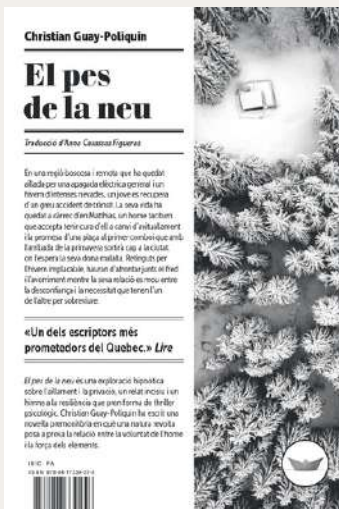 Christian Guay-Poliquin
El pes
de la neu
Traducció d'Anna Casassas Figueras
En una regió boscosa i remota que ha quedat
aïllada per una apagada elèctrica general i un
hivern d'intenses nevades, un jove es recupera
d'un greu accident de trànsit. La seva vida ha
quedat a càrrec d'en Matthias, un home taciturn
que accepta tenir cura d'ell a canvi d'avituallament
i la promesa d'una plaça al primer comboi que amb
l'arribada de la primavera sortirà cap a la ciutat,
on l'espera la seva dona malalta. Retinguts per
l'hivern implacable, hauran d'afrontar junts el fred
i l'avorriment mentre la seva relació es mou entre
la desconfiança i la necessitat que tenen l'un
de l'altre per sobreviure.
«Un dels escriptors més
prometedors del Quebec.» Lire
El pes de la neu és una exploració hipnòtica
sobre l'aïllament i la privació, un relat incisiu i un
himne a la resiliència que pren forma de thriller
psicològic. Christian Guay-Poliquin ha escrit una
novel·la premonitòria en què una natura revolta
posa a prova la relació entre la voluntat de l'home
i la força dels elements.